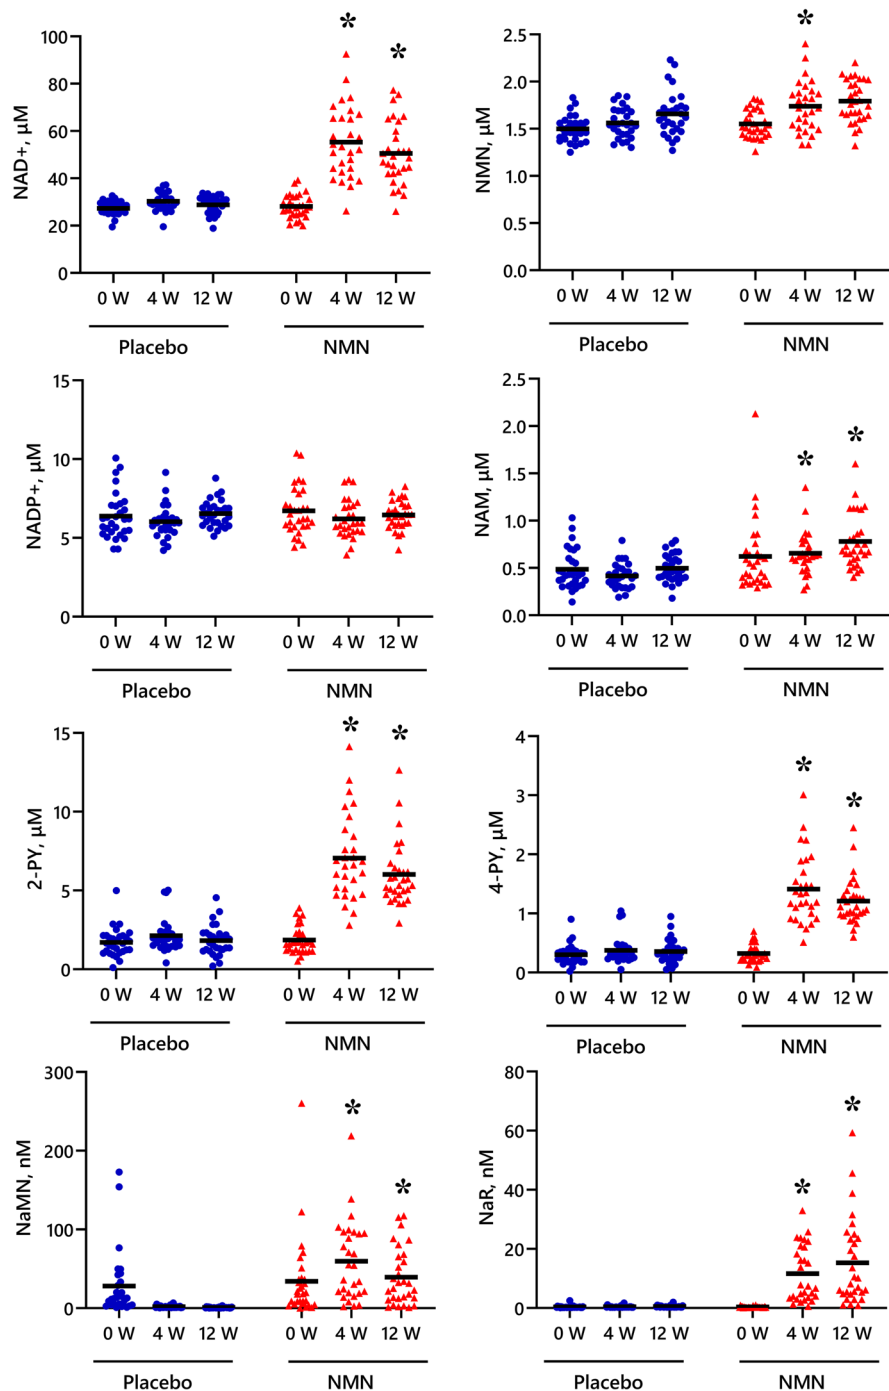 NAD+, µM
100
80
60
40
20
0
*
*
0 W 4 W 12 W 0 W 4 W 12 W
Placebo NMN
NMN, µM
2.5
2.0
1.5
1.0
0.5
0.0
*
0 W 4 W 12 W 0 W 4 W 12 W
Placebo NMN
NADP+, µM
15
10
5
0
0 W 4 W 12 W 0 W 4 W 12 W
Placebo NMN
NAM, µM
2.5
2.0
1.5
1.0
0.5
0.0
*
*
0 W 4 W 12 W 0 W 4 W 12 W
Placebo NMN
2-PY, µM
15
10
5
0
*
*
0 W 4 W 12 W 0 W 4 W 12 W
Placebo NMN
4-PY, µM
4
3
2
1
0
*
*
0 W 4 W 12 W 0 W 4 W 12 W
Placebo NMN
NaMN, nM
300
200
100
0
*
*
0 W 4 W 12 W 0 W 4 W 12 W
Placebo NMN
NaR, nM
80
60
40
20
0
*
*
0 W 4 W 12 W 0 W 4 W 12 W
Placebo NMN